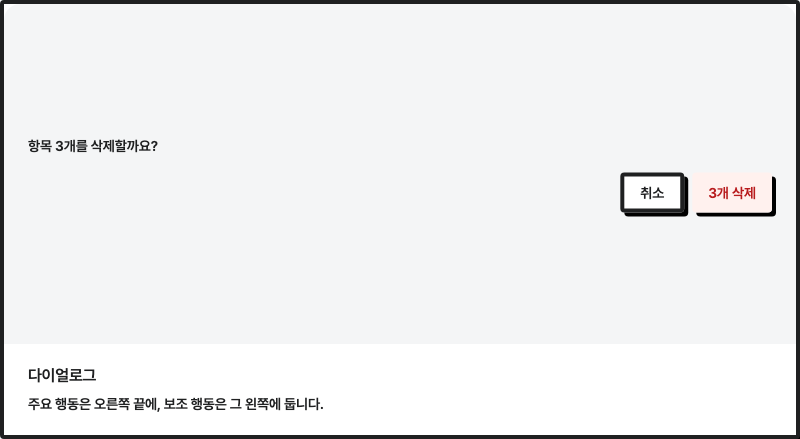 항목 3개를 삭제할까요?
취소
3개 삭제
다이얼로그
주요 행동은 오른쪽 끝에, 보조 행동은 그 왼쪽에 둡니다.